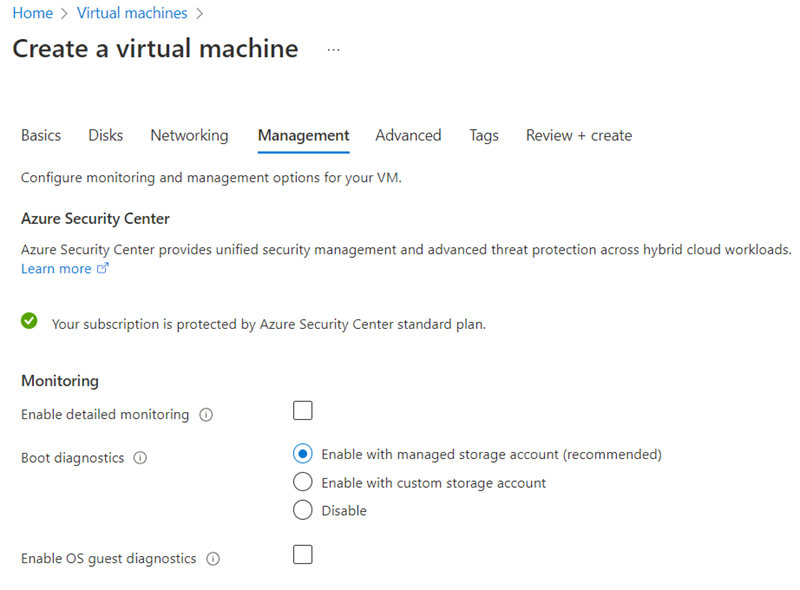 Home > Virtual machines >
Create a virtual machine ...
Basics Disks Networking Management Advanced Tags Review + create
Configure monitoring and management options for your VM.
Azure Security Center
Azure Security Center provides unified security management and advanced threat protection across hybrid cloud workloads.
Learn more
Your subscription is protected by Azure Security Center standard plan.
Monitoring
Enable detailed monitoring
Boot diagnostics
Enable with managed storage account (recommended)
Enable with custom storage account
Disable
Enable OS guest diagnostics